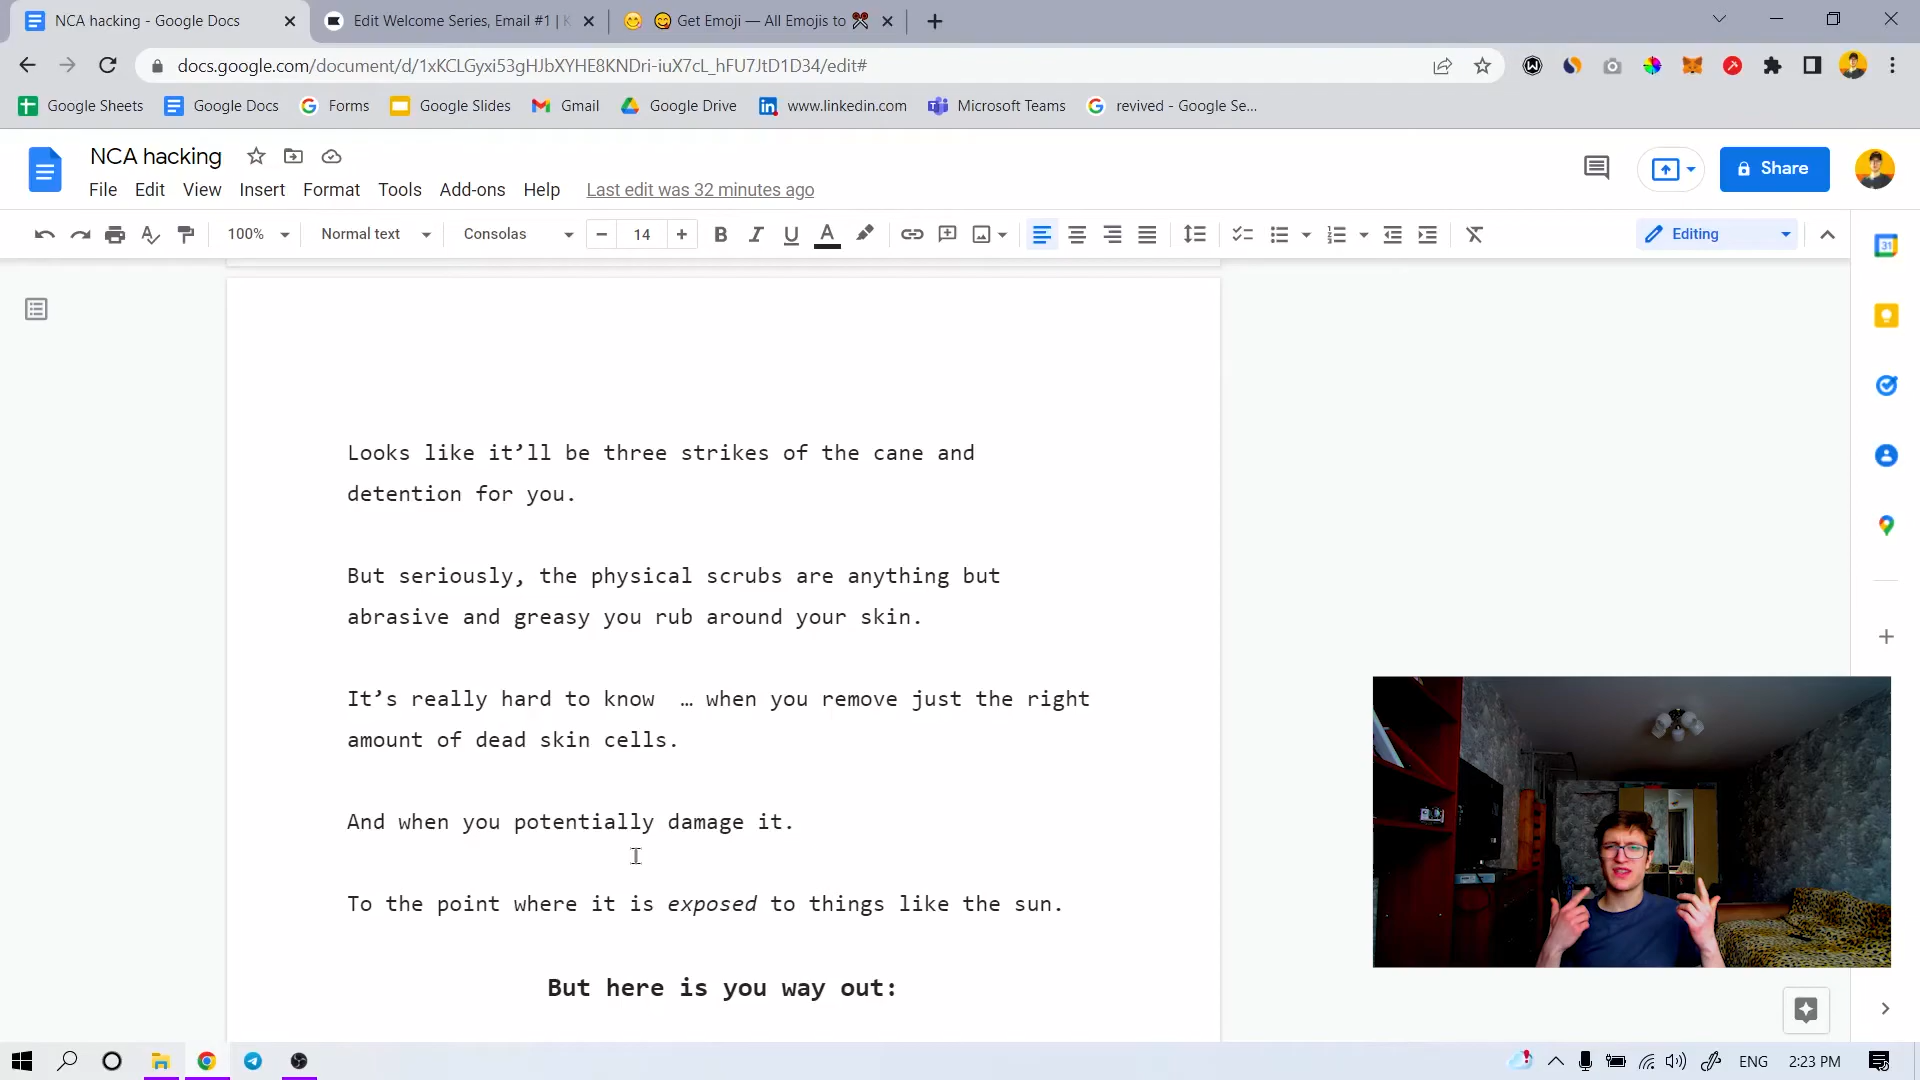 NCA hacking - Google Docs
Edit Welcome Series, Email #1 | K
Get Emoji — All Emojis to ✂
docs.google.com/document/d/1xKCLGyxi53gHJbXYHE8KNDri-iuX7cL_hFU7JtD1D34/edit#
Google Sheets
Google Docs
Forms
Google Slides
Gmail
Google Drive
www.linkedin.com
Microsoft Teams
revived - Google Se...
NCA hacking
Share
File Edit View Insert Format Tools Add-ons Help Last edit was 32 minutes ago
100% Normal text Consolas 14 Editing
Looks like it’ll be three strikes of the cane and
detention for you.
But seriously, the physical scrubs are anything but
abrasive and greasy you rub around your skin.
It’s really hard to know … when you remove just the right
amount of dead skin cells.
And when you potentially damage it.
To the point where it is exposed to things like the sun.
But here is you way out:
ENG 2:23 PM